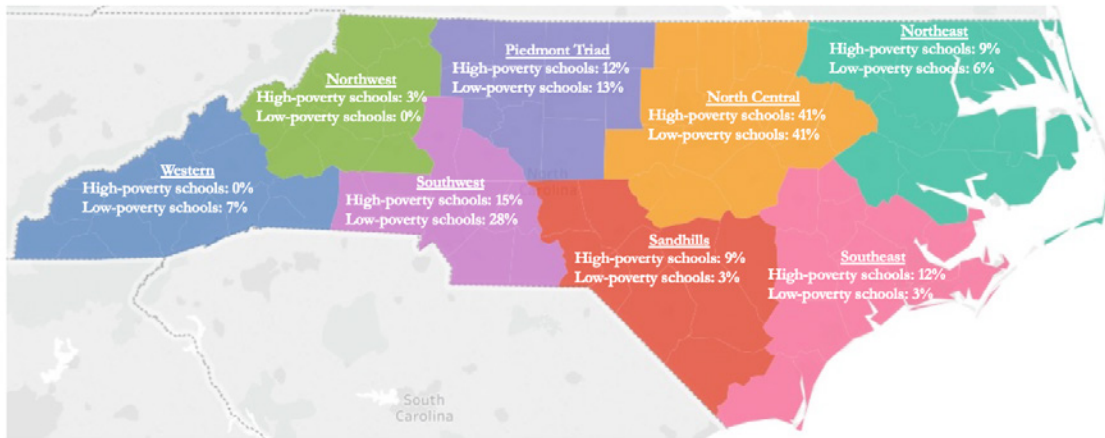 Northwest
High-poverty schools: 3%
Low-poverty schools: 0%
Piedmont Triad
High-poverty schools: 12%
Low-poverty schools: 13%
North Central
High-poverty schools: 41%
Low-poverty schools: 41%
Northeast
High-poverty schools: 9%
Low-poverty schools: 6%
Western
High-poverty schools: 0%
Low-poverty schools: 7%
Southwest
High-poverty schools: 15%
Low-poverty schools: 28%
North
Carolina
Sandhills
High-poverty schools: 9%
Low-poverty schools: 3%
Southeast
High-poverty schools: 12%
Low-poverty schools: 3%
South
Carolina